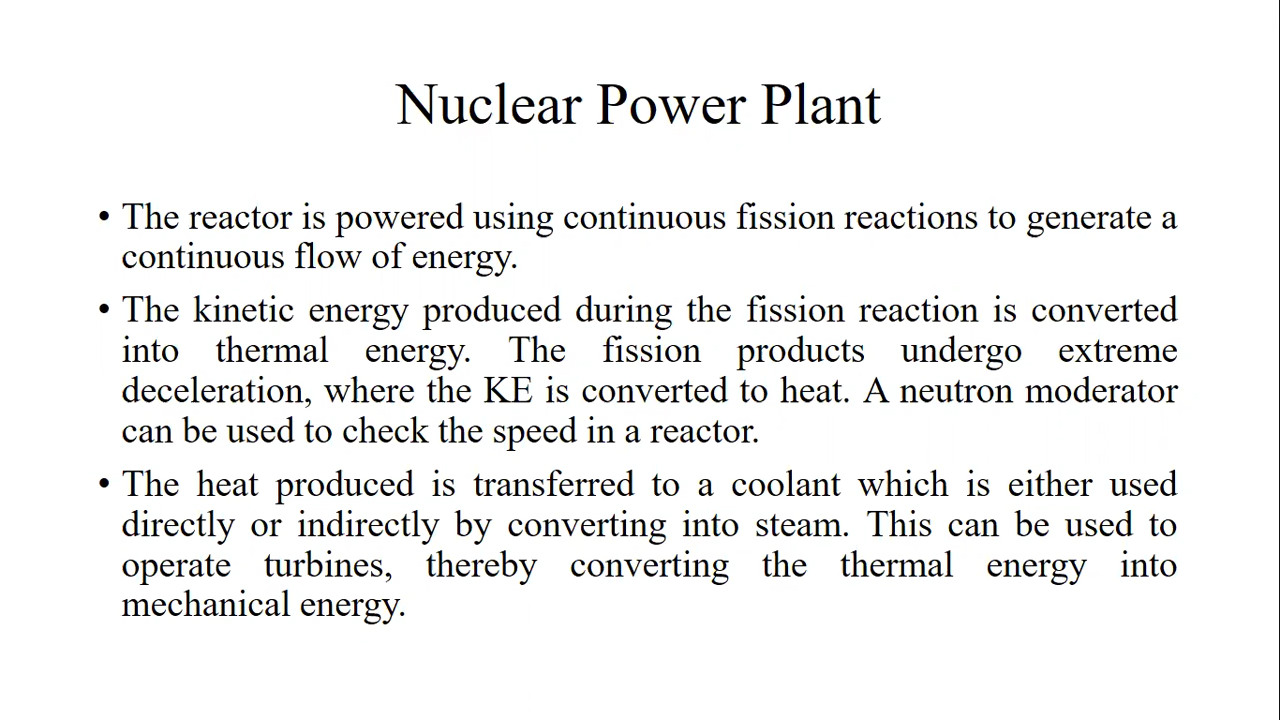 Nuclear Power Plant
• The reactor is powered using continuous fission reactions to generate a
continuous flow of energy.
• The kinetic energy produced during the fission reaction is converted
into thermal energy. The fission products undergo extreme
deceleration, where the KE is converted to heat. A neutron moderator
can be used to check the speed in a reactor.
• The heat produced is transferred to a coolant which is either used
directly or indirectly by converting into steam. This can be used to
operate turbines, thereby converting the thermal energy into
mechanical energy.